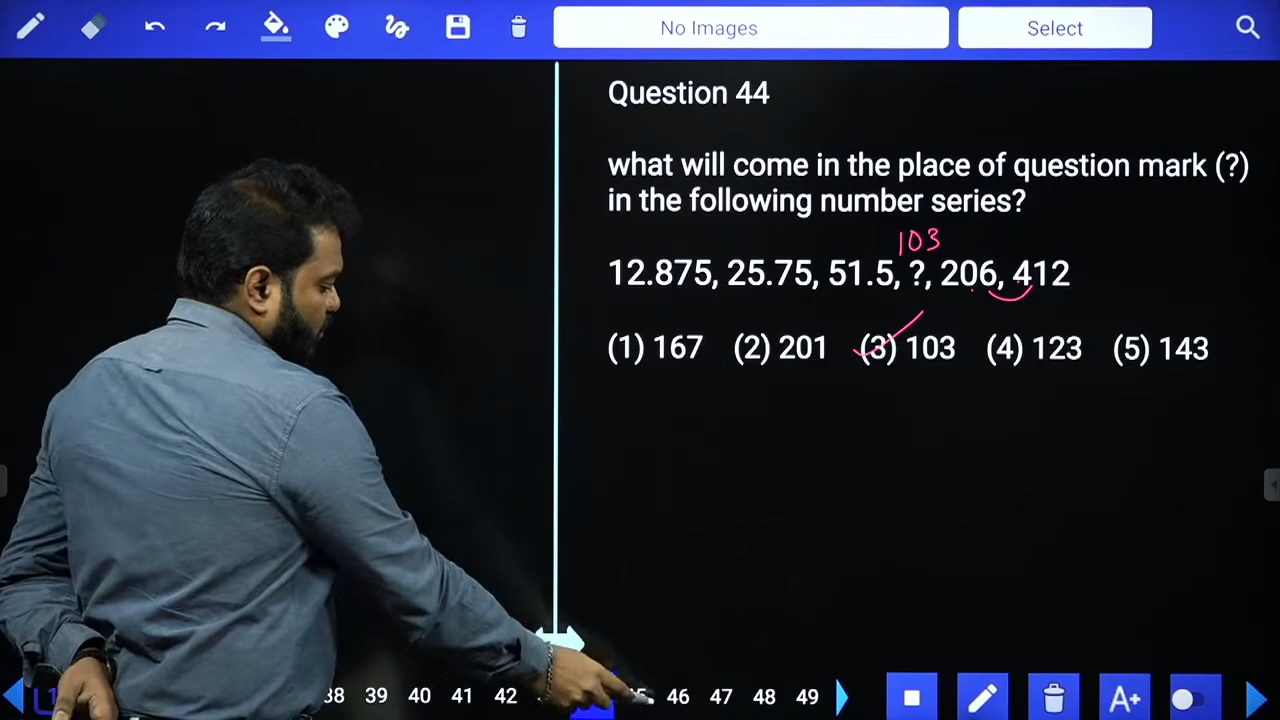 No Images
Select
Question 44
what will come in the place of question mark (?)
in the following number series?
103
12.875, 25.75, 51.5, ?, 206, 412
(1) 167 (2) 201 (3) 103 (4) 123 (5) 143
38 39 40 41 42 46 47 48 49
A+